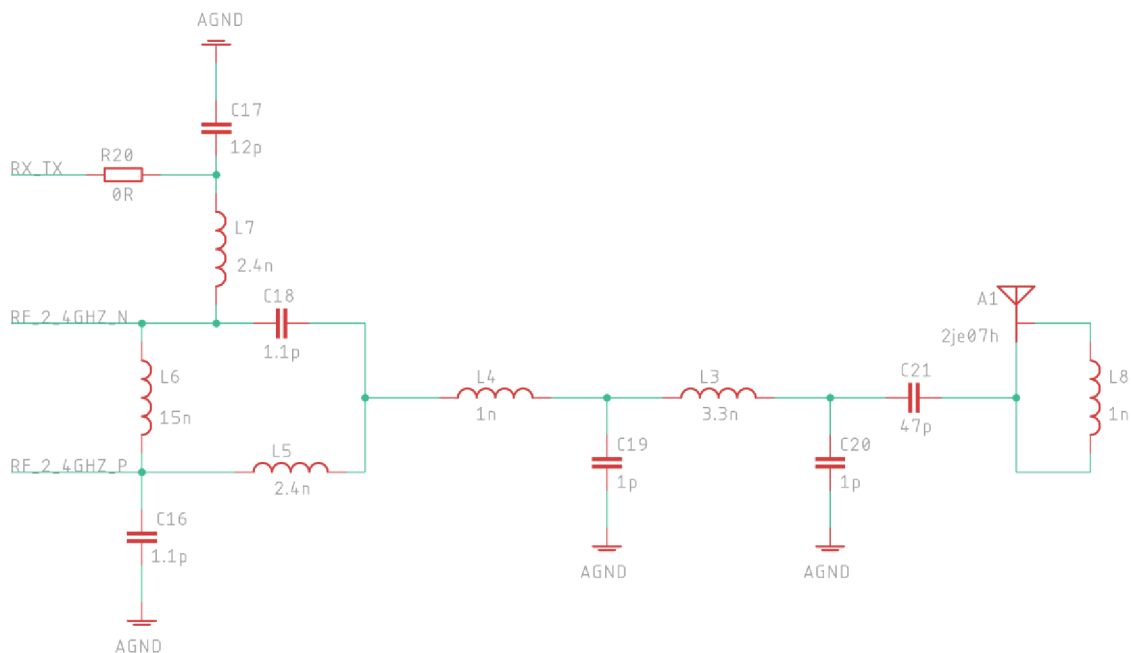 AGND
C17
12p
RX_TX
R20
0R
L7
2.4n
RF_2_4GHZ_N
C18
1.1p
L6
15n
RF_2_4GHZ_P
L5
2.4n
C16
1.1p
AGND
L4
1n
C19
1p
AGND
L3
3.3n
C20
1p
AGND
C21
47p
A1
2je07h
L8
1n